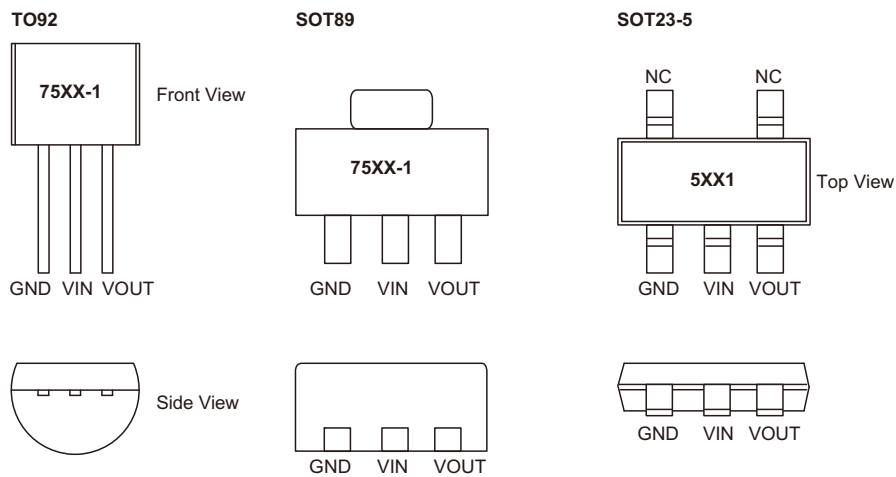 TO92
SOT89
SOT23-5
75XX-1
Front View
GND VIN VOUT
Side View
75XX-1
GND VIN VOUT
GND VIN VOUT
NC NC
5XX1
Top View
GND VIN VOUT
GND VIN VOUT